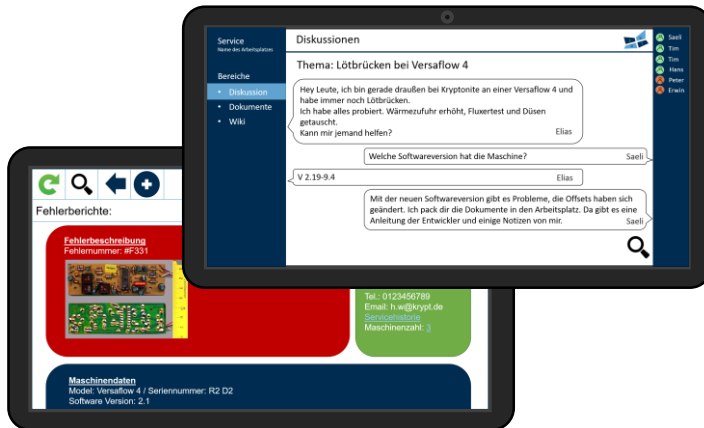 Service
Name des Arbeitsplatzes
Bereiche
• Diskussion
• Dokumente
• Wiki
Diskussionen
Thema: Lötbrücken bei Versaflow 4
Hey Leute, ich bin gerade draußen bei Kryptonite an einer Versaflow 4 und
habe immer noch Lötbrücken.
Ich habe alles probiert. Wärmezufuhr erhöht, Fluxertest und Düsen
getauscht.
Kann mir jemand helfen?
Elias
Welche Softwareversion hat die Maschine?
Saeli
V 2.19-9.4
Elias
Mit der neuen Softwareversion gibt es Probleme, die Offsets haben sich
geändert. Ich pack dir die Dokumente in den Arbeitsplatz. Da gibt es eine
Anleitung der Entwickler und einige Notizen von mir.
Saeli
Saeli
Tim
Tim
Hans
Peter
Erwin
Fehlerberichte:
Fehlerbeschreibung
Fehlernummer: #F331
Tel.: 0123456789
Email: h.w@krypt.de
Servicehistorie
Maschinenzahl: 3
Maschinendaten
Model: Versaflow 4 / Seriennummer: R2 D2
Software Version: 2.1